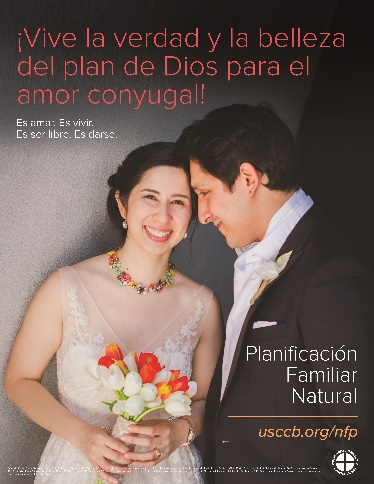 ¡Vive la verdad y la belleza
del plan de Dios para el
amor conyugal!
Es amar. Es vivir.
Es ser libre. Es darse.
Planificación
Familiar
Natural
usccb.org/nfp